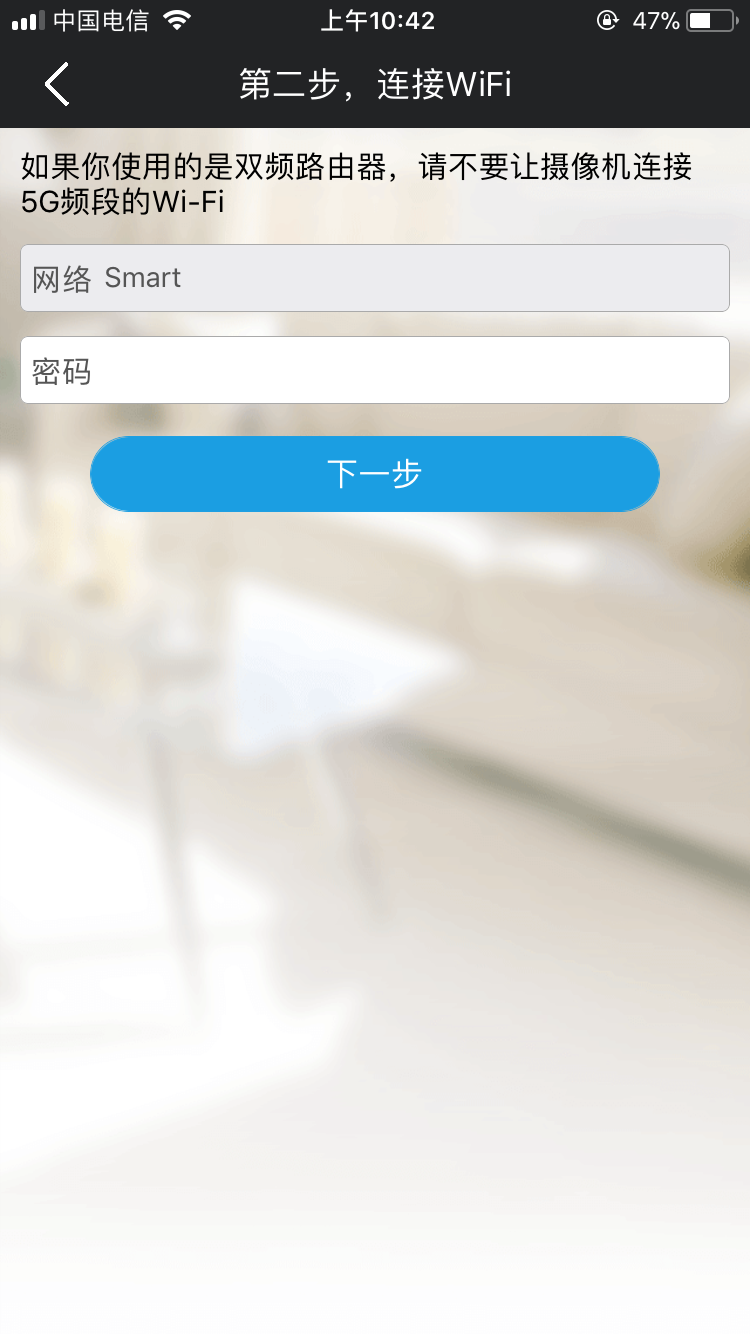 中国电信 上午10:42 47%
第二步，连接WiFi
如果你使用的是双频路由器，请不要让摄像机连接
5G频段的Wi-Fi
网络 Smart
密码
下一步